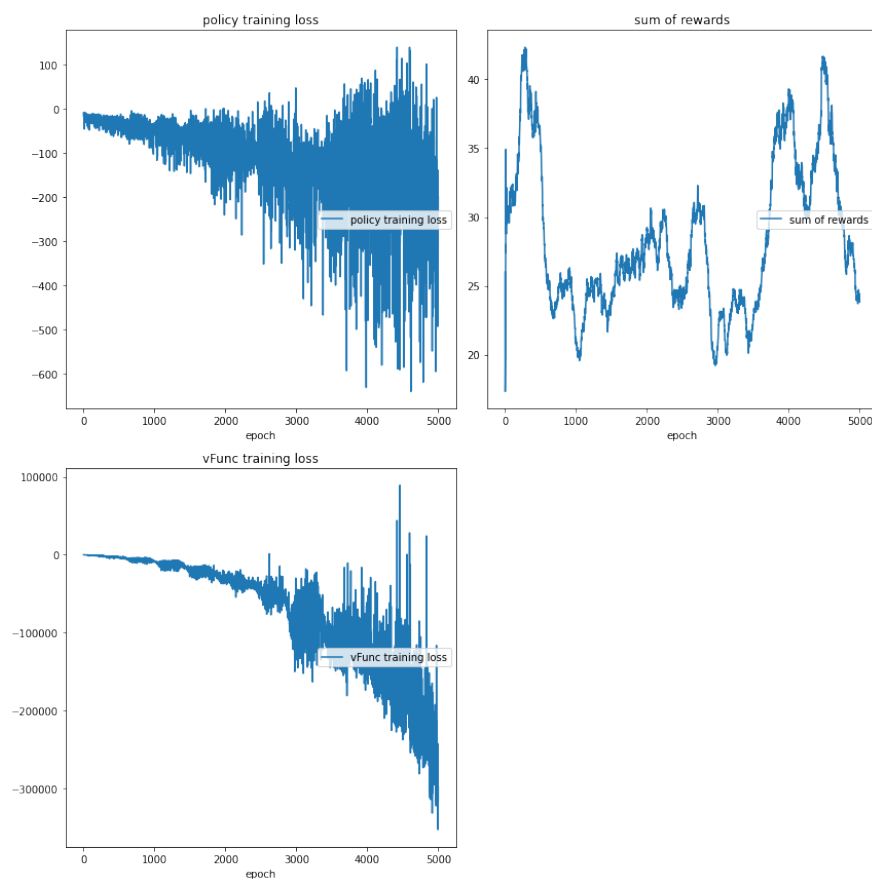 policy training loss
100
0
−100
−200
−300
−400
−500
−600
policy training loss
0 1000 2000 3000 4000 5000
epoch
sum of rewards
40
35
30
25
20
sum of rewards
0 1000 2000 3000 4000 5000
epoch
vFunc training loss
100000
0
−100000
−200000
−300000
vFunc training loss
0 1000 2000 3000 4000 5000
epoch